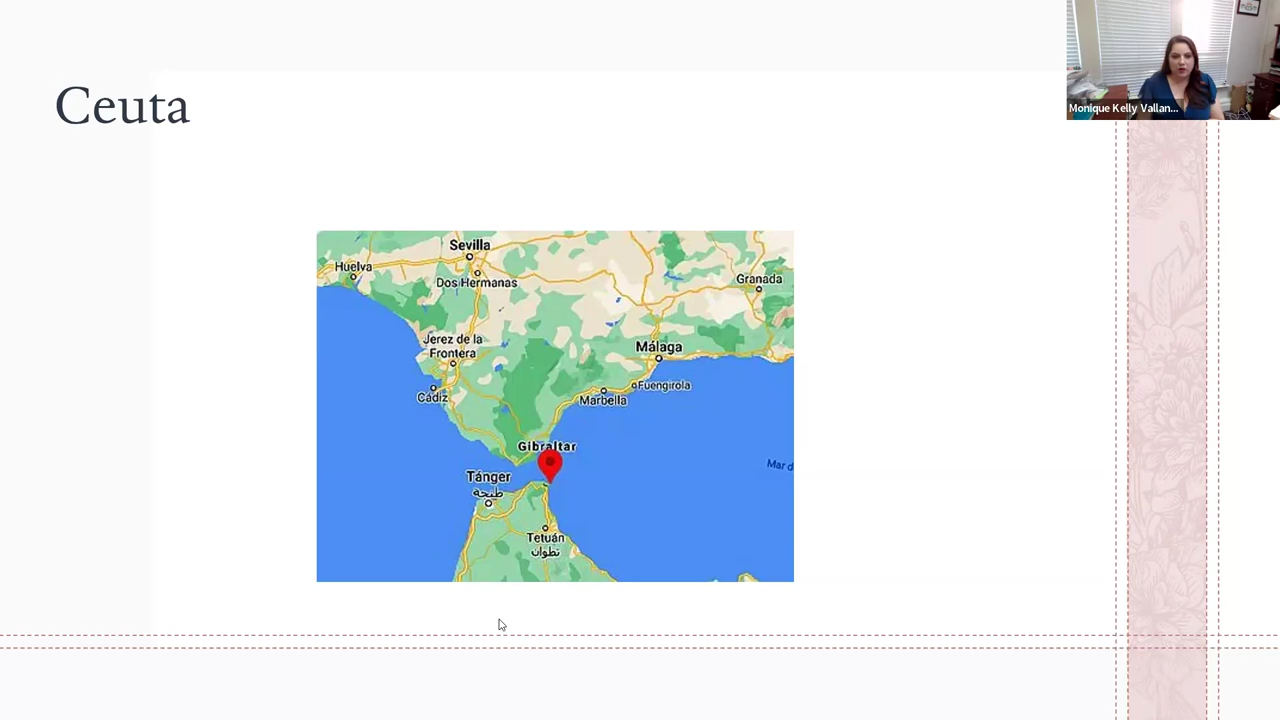 Ceuta
Monique Kelly Vallan...
Sevilla
Huelva
Dos Hermanas
Granada
Jerez de la
Frontera
Málaga
Cádiz
Fuengirola
Marbella
Gibraltar
Mar d
Tánger
طنجة
Tetuán
تطوان